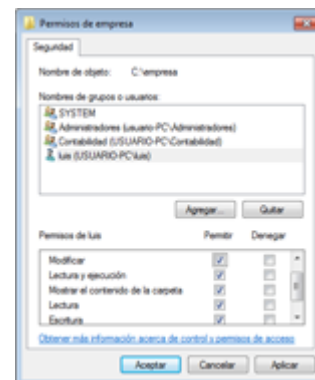 Permisos de empresa
Seguridad
Nombre de objeto: C:\empresa
Nombres de grupos o usuarios:
SYSTEM
Administradores (usuario-PC\Administradores)
Contabilidad (USUARIO-PC\Contabilidad)
luis (USUARIO-PC\luis)
Agregar... Quitar
Permisos de luis Permitir Denegar
Modificar
Lectura y ejecución
Mostrar el contenido de la carpeta
Lectura
Escritura
Obtener más información acerca de control y permisos de acceso
Aceptar Cancelar Aplicar